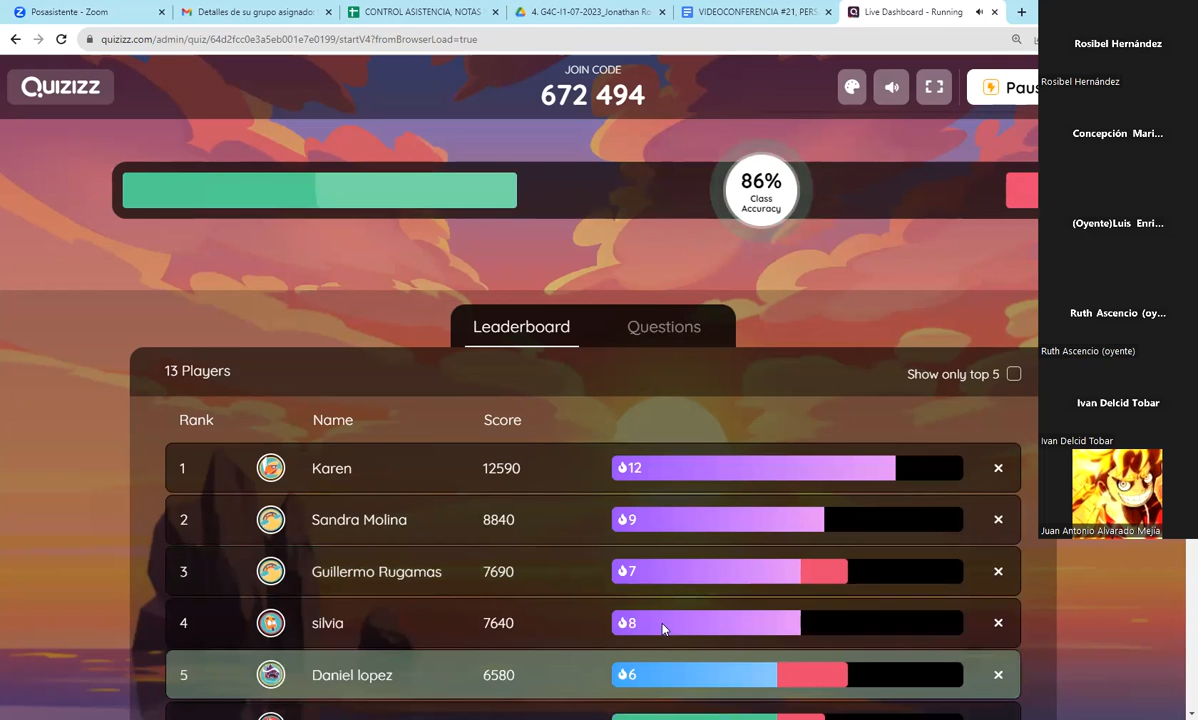 Posasistente - Zoom
Detalles de su grupo asignado:
CONTROL ASISTENCIA, NOTAS
4. G4C-I1-07-2023_Jonathan Ro
VIDEOCONFERENCIA #21, PERS
Live Dashboard - Running
quizizz.com/admin/quiz/64d2fcc0e3a5eb001e7e0199/startV4?fromBrowserLoad=true
Quizizz
JOIN CODE
672 494
Paus
86%
Class
Accuracy
Leaderboard
Questions
13 Players
Show only top 5
Rank Name Score
1 Karen 12590 12
2 Sandra Molina 8840 9
3 Guillermo Rugamas 7690 7
4 silvia 7640 8
5 Daniel lopez 6580 6
Rosibel Hernández
Rosibel Hernández
Concepción Mari...
(Oyente)Luis Enri...
Ruth Ascencio (oy...
Ruth Ascencio (oyente)
Ivan Delcid Tobar
Ivan Delcid Tobar
Juan Antonio Alvarado Mejía